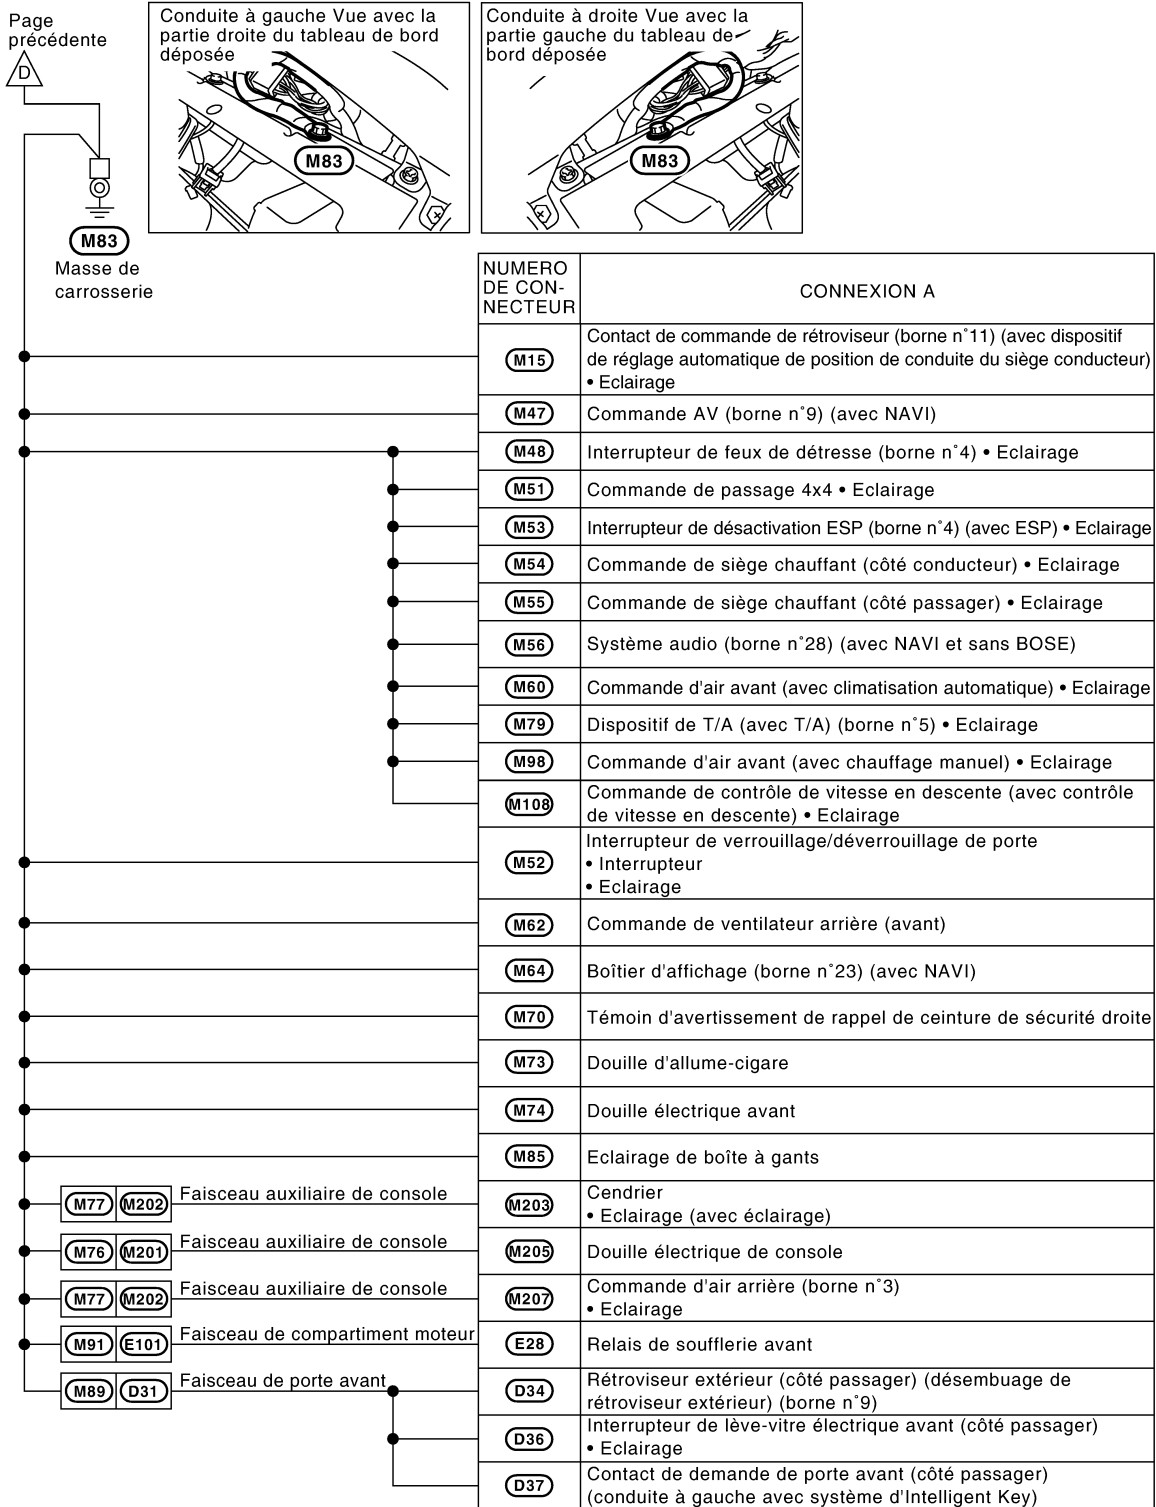 Page
précédente
D
Conduite à gauche Vue avec la
partie droite du tableau de bord
déposée
M83
Conduite à droite Vue avec la
partie gauche du tableau de
bord déposée
M83
M83
Masse de
carrosserie
NUMERO
DE CON-
NECTEUR
CONNEXION A
M15
Contact de commande de rétroviseur (borne n˚11) (avec dispositif
de réglage automatique de position de conduite du siège conducteur)
• Eclairage
M47
Commande AV (borne n˚9) (avec NAVI)
M48
Interrupteur de feux de détresse (borne n˚4) • Eclairage
M51
Commande de passage 4x4 • Eclairage
M53
Interrupteur de désactivation ESP (borne n˚4) (avec ESP) • Eclairage
M54
Commande de siège chauffant (côté conducteur) • Eclairage
M55
Commande de siège chauffant (côté passager) • Eclairage
M56
Système audio (borne n˚28) (avec NAVI et sans BOSE)
M60
Commande d'air avant (avec climatisation automatique) • Eclairage
M79
Dispositif de T/A (avec T/A) (borne n˚5) • Eclairage
M98
Commande d'air avant (avec chauffage manuel) • Eclairage
M108
Commande de contrôle de vitesse en descente (avec contrôle
de vitesse en descente) • Eclairage
M52
Interrupteur de verrouillage/déverrouillage de porte
• Interrupteur
• Eclairage
M62
Commande de ventilateur arrière (avant)
M64
Boîtier d'affichage (borne n˚23) (avec NAVI)
M70
Témoin d'avertissement de rappel de ceinture de sécurité droite
M73
Douille d'allume-cigare
M74
Douille électrique avant
M85
Eclairage de boîte à gants
M77 M202 Faisceau auxiliaire de console
M203
Cendrier
• Eclairage (avec éclairage)
M76 M201 Faisceau auxiliaire de console
M205
Douille électrique de console
M77 M202 Faisceau auxiliaire de console
M207
Commande d'air arrière (borne n˚3)
• Eclairage
M91 E101 Faisceau de compartiment moteur
E28
Relais de soufflerie avant
M89 D31 Faisceau de porte avant
D34
Rétroviseur extérieur (côté passager) (désembuage de
rétroviseur extérieur) (borne n˚9)
D36
Interrupteur de lève-vitre électrique avant (côté passager)
• Eclairage
D37
Contact de demande de porte avant (côté passager)
(conduite à gauche avec système d'Intelligent Key)